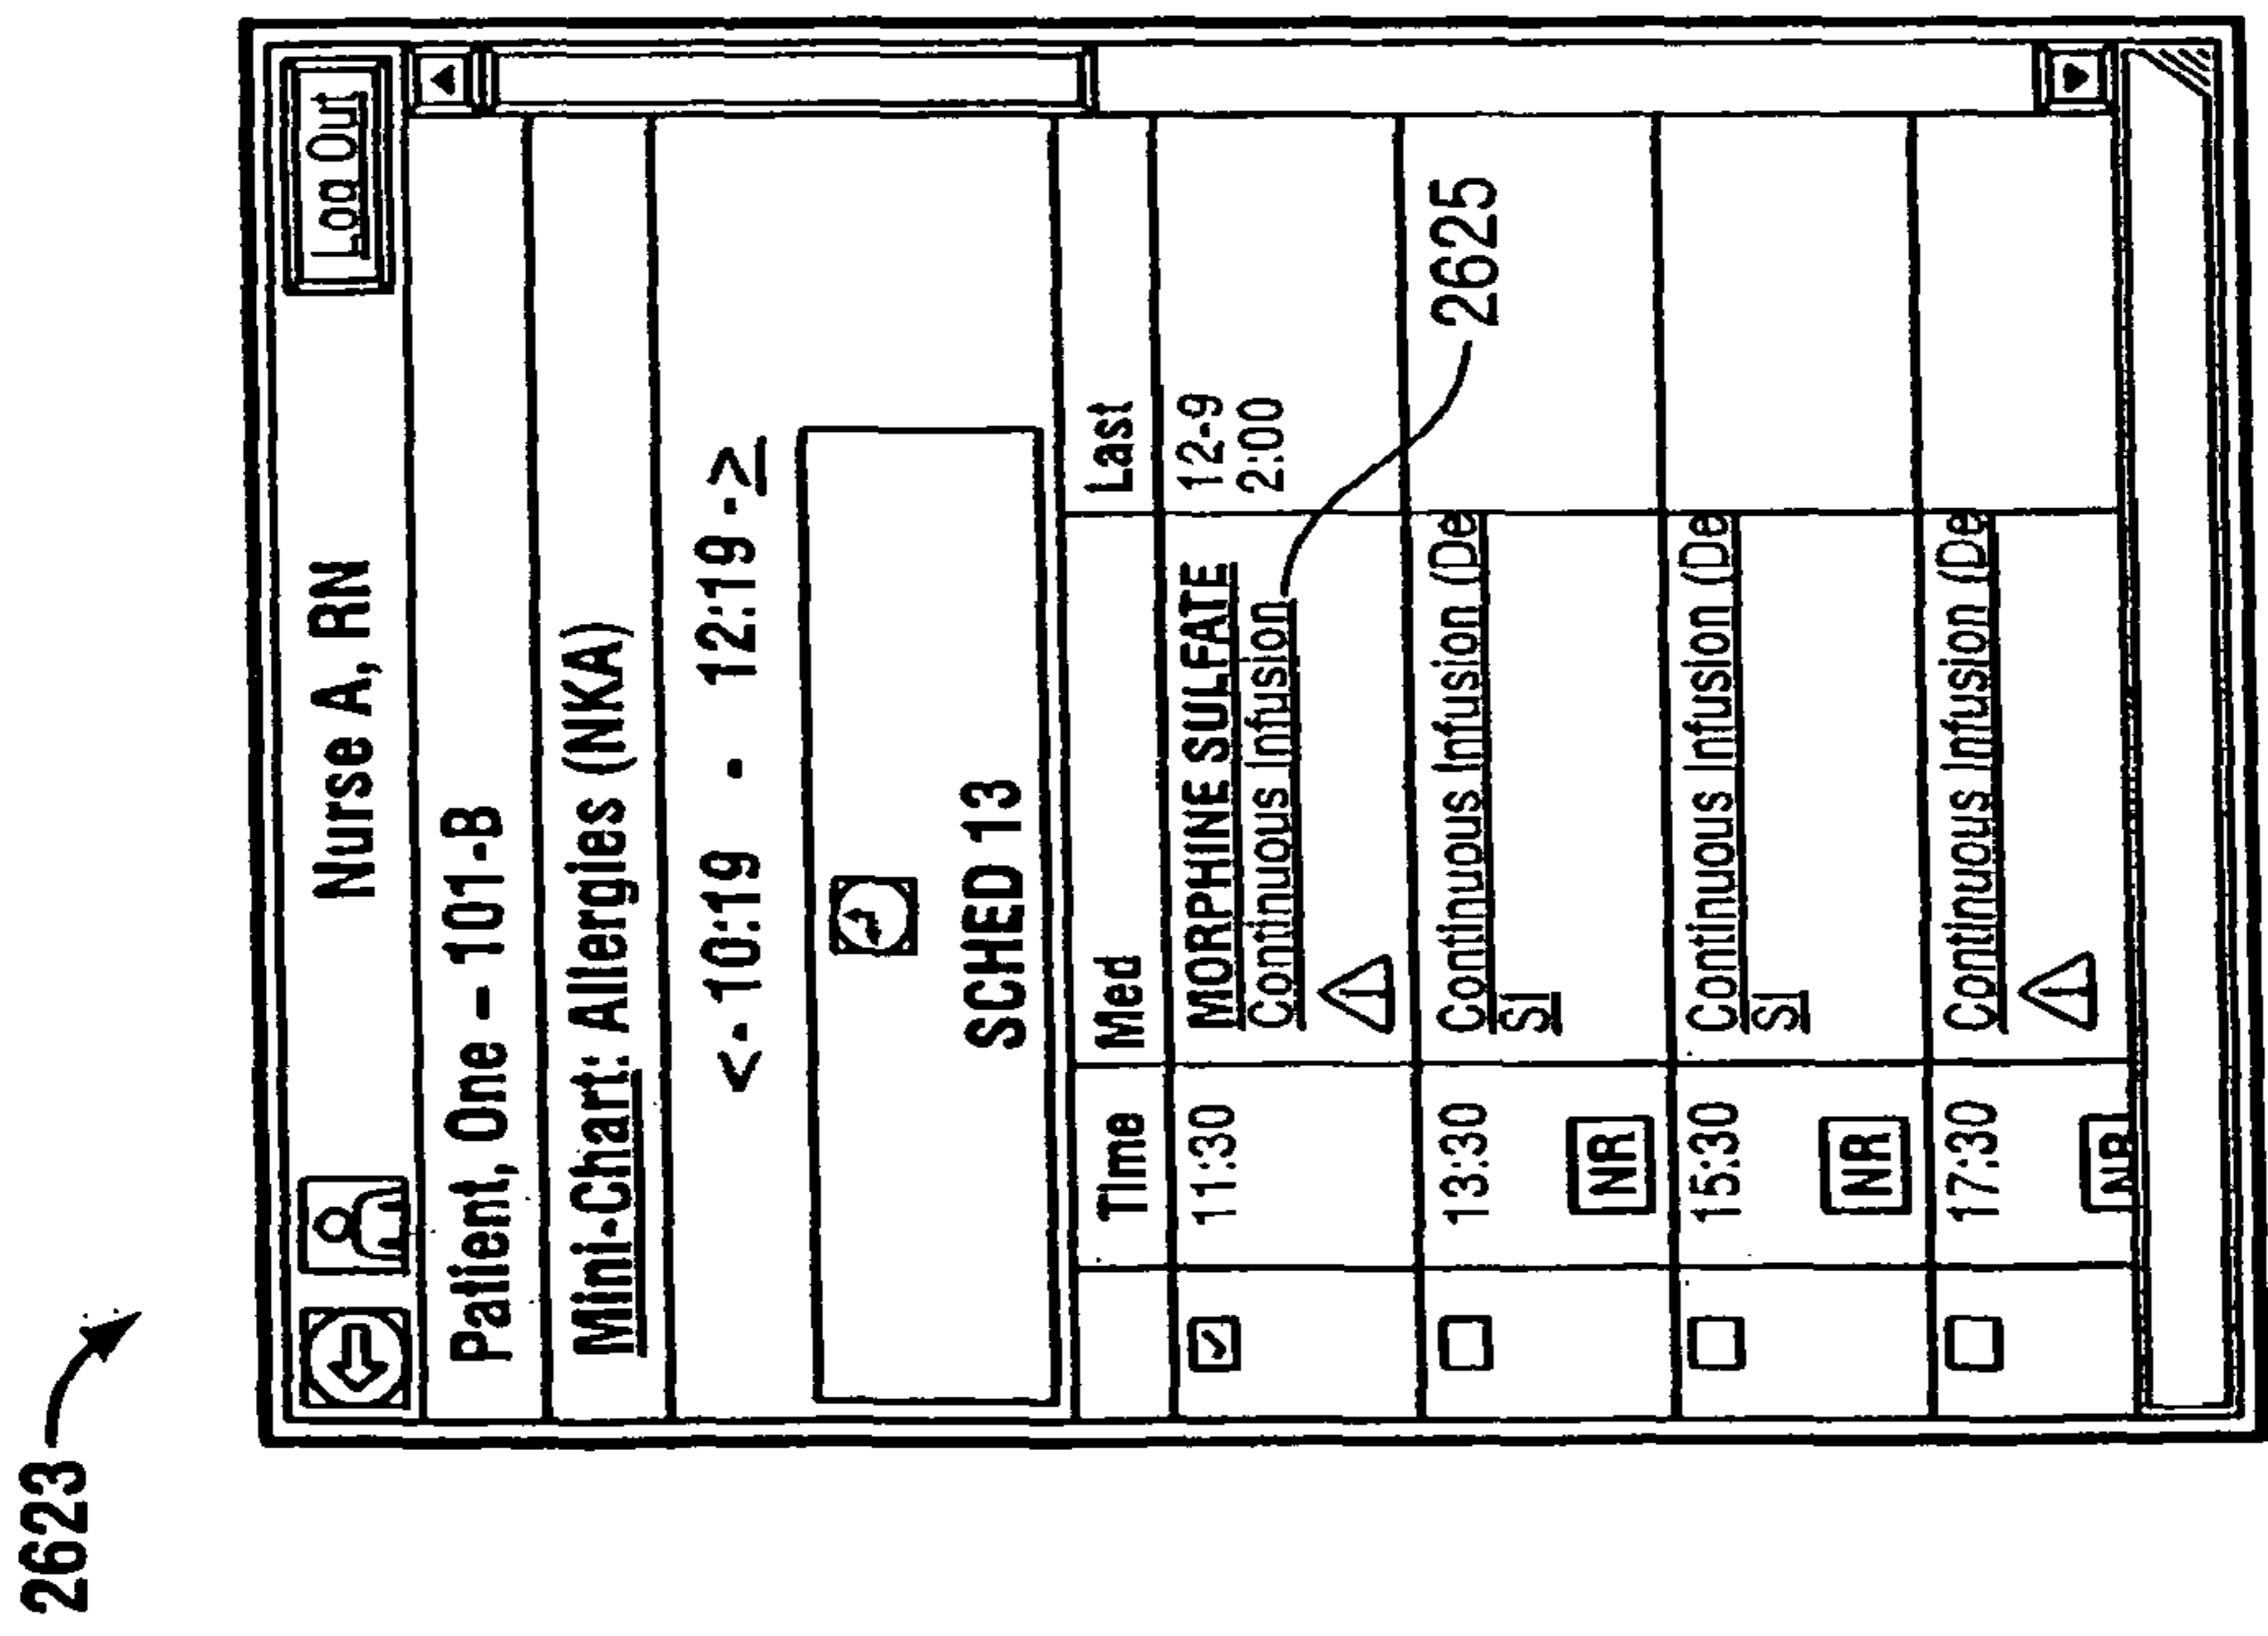 2623
Nurse A, RN
Log Out
Patient, One - 101-B
Mini-Chart: Allergies (NKA)
<- 10:19 - 12:19 ->
SCHED 13
Time Med Last
11:30 MORPHINE SULFATE 12-9
Continuous Infusion 2:00
2625
13:30 Continuous Infusion (De
SI
NR
15:30 Continuous Infusion (De
SI
NR
17:30 Continuous Infusion (De
NR